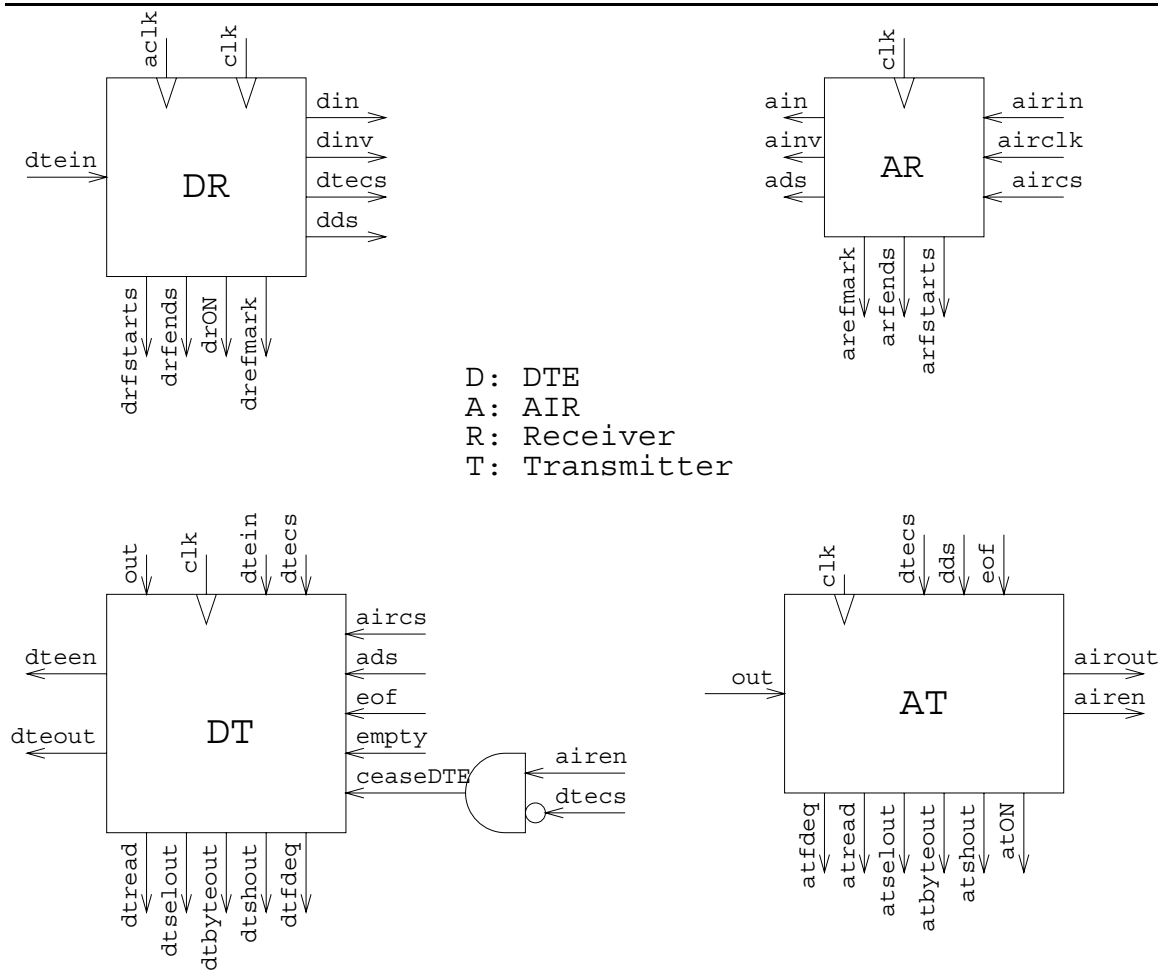 aclk
clk
dtein
DR
din
dinv
dtecs
dds
drfstarts
drfends
drON
drefmark
clk
ain
ainv
ads
AR
airin
airclk
aircs
arefmark
arfends
arfstarts
D: DTE
A: AIR
R: Receiver
T: Transmitter
out
clk
dtein
dtecs
dteen
dteout
DT
aircs
ads
eof
empty
ceaseDTE
airen
dtecs
dtread
dtselout
dtbyteout
dtshout
dtfdeq
clk
dtecs
dds
eof
out
AT
airout
airen
atfdeq
atread
atselout
atbyteout
atshout
atON